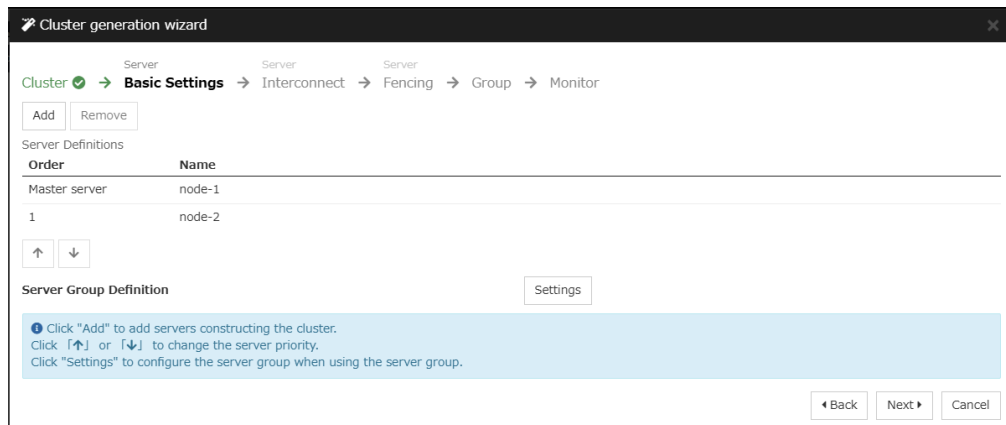 Cluster generation wizard
Server Server Server
Cluster → Basic Settings → Interconnect → Fencing → Group → Monitor
Add Remove
Server Definitions
Order Name
Master server node-1
1 node-2
↑ ↓
Server Group Definition Settings
Click "Add" to add servers constructing the cluster.
Click 「↑」 or 「↓」 to change the server priority.
Click "Settings" to configure the server group when using the server group.
Back Next Cancel